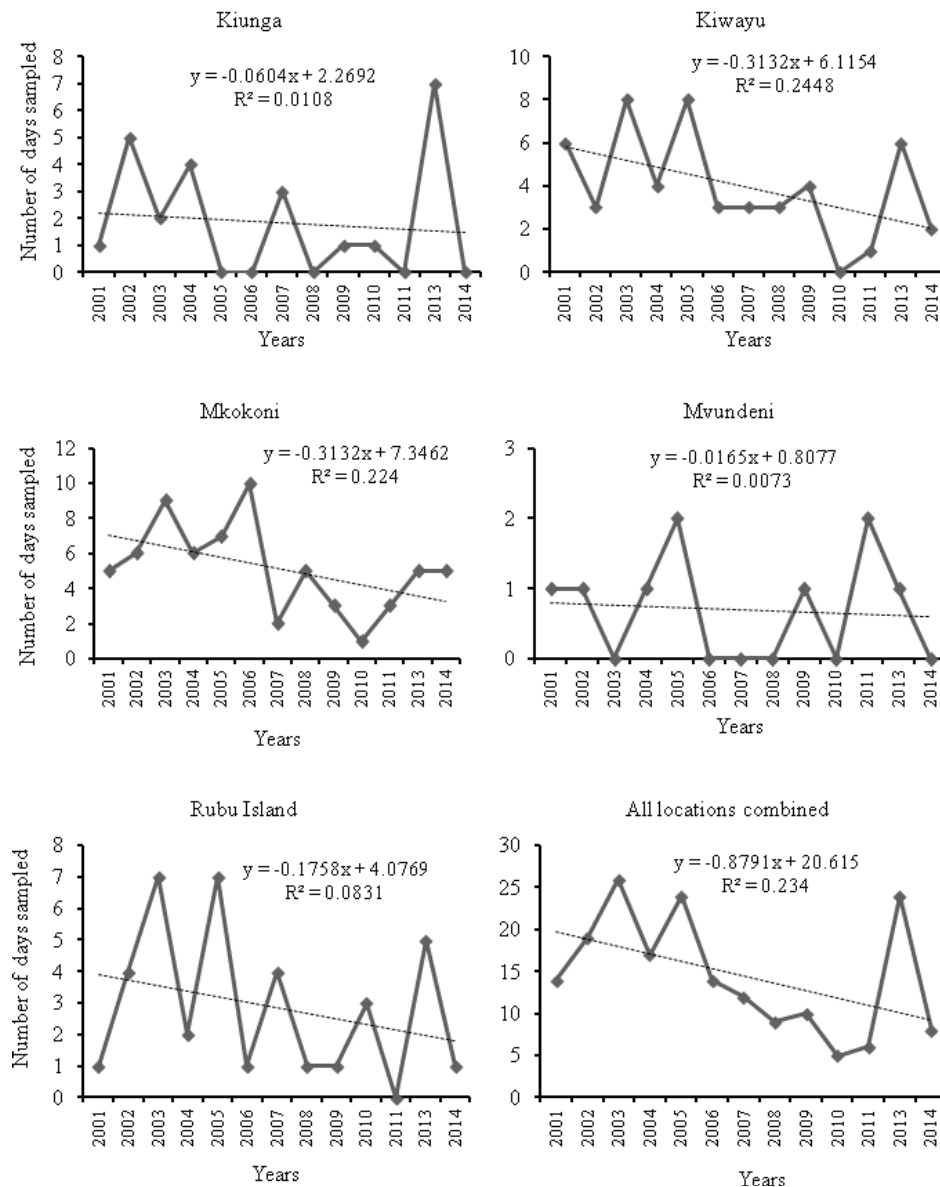 Kiunga
y = -0.0604x + 2.2692
R² = 0.0108
Number of days sampled
8
7
6
5
4
3
2
1
0
2001 2002 2003 2004 2005 2006 2007 2008 2009 2010 2011 2013 2014
Years
Kiwayu
y = -0.3132x + 6.1154
R² = 0.2448
10
8
6
4
2
0
2001 2002 2003 2004 2005 2006 2007 2008 2009 2010 2011 2013 2014
Years
Mkokoni
y = -0.3132x + 7.3462
R² = 0.224
Number of days sampled
12
10
8
6
4
2
0
2001 2002 2003 2004 2005 2006 2007 2008 2009 2010 2011 2013 2014
Years
Mvundeni
y = -0.0165x + 0.8077
R² = 0.0073
3
2
1
0
2001 2002 2003 2004 2005 2006 2007 2008 2009 2010 2011 2013 2014
Years
Rubu Island
y = -0.1758x + 4.0769
R² = 0.0831
Number of days sampled
8
7
6
5
4
3
2
1
0
2001 2002 2003 2004 2005 2006 2007 2008 2009 2010 2011 2013 2014
Years
All locations combined
y = -0.8791x + 20.615
R² = 0.234
30
25
20
15
10
5
0
2001 2002 2003 2004 2005 2006 2007 2008 2009 2010 2011 2013 2014
Years